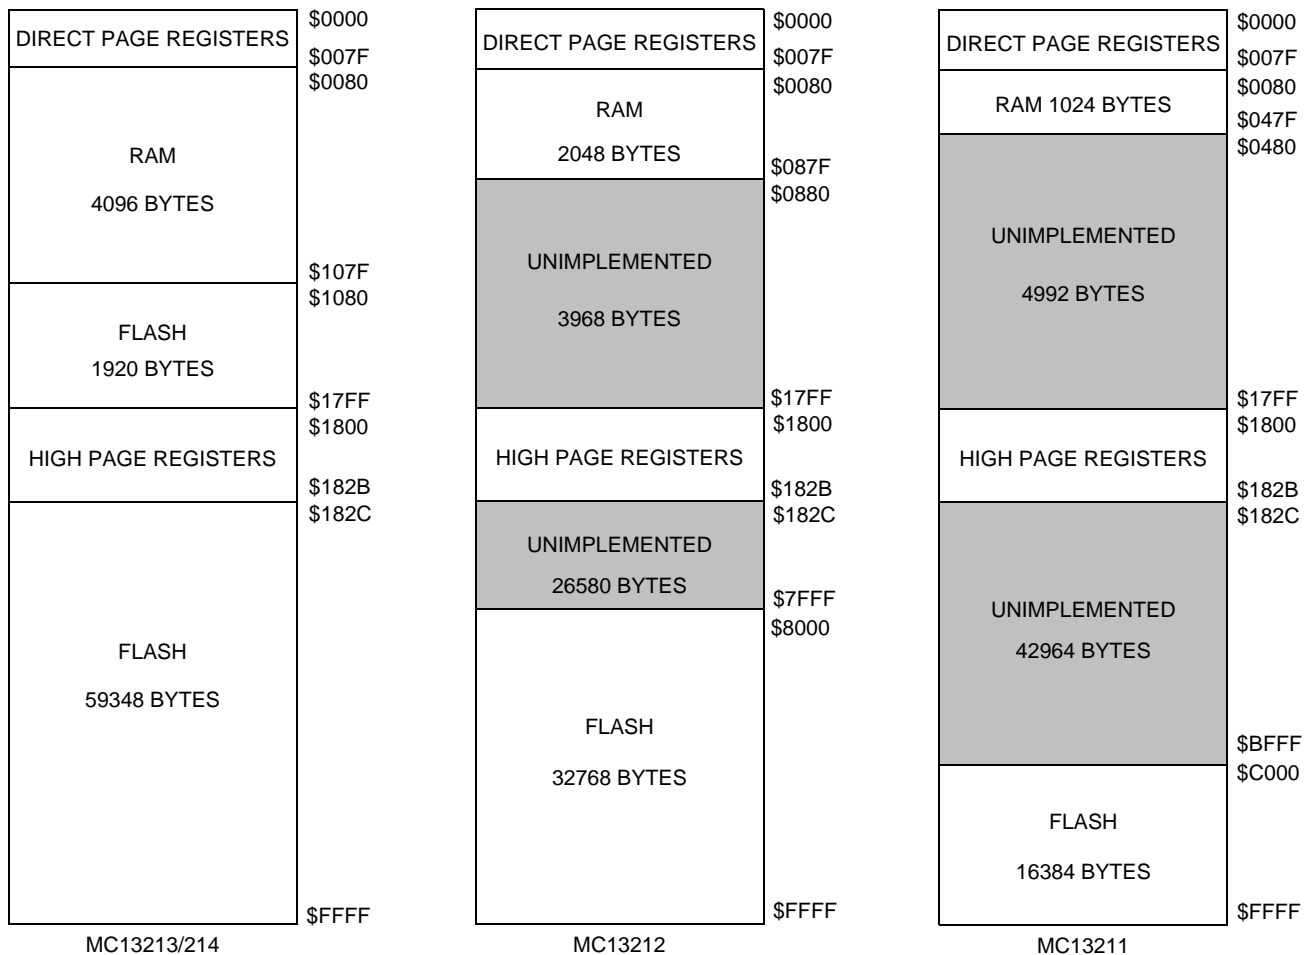 DIRECT PAGE REGISTERS
$0000
$007F
$0080
RAM
4096 BYTES
$107F
$1080
FLASH
1920 BYTES
$17FF
$1800
HIGH PAGE REGISTERS
$182B
$182C
FLASH
59348 BYTES
$FFFF
MC13213/214
DIRECT PAGE REGISTERS
$0000
$007F
$0080
RAM
2048 BYTES
$087F
$0880
UNIMPLEMENTED
3968 BYTES
$17FF
$1800
HIGH PAGE REGISTERS
$182B
$182C
UNIMPLEMENTED
26580 BYTES
$7FFF
$8000
FLASH
32768 BYTES
$FFFF
MC13212
DIRECT PAGE REGISTERS
$0000
$007F
$0080
RAM 1024 BYTES
$047F
$0480
UNIMPLEMENTED
4992 BYTES
$17FF
$1800
HIGH PAGE REGISTERS
$182B
$182C
UNIMPLEMENTED
42964 BYTES
$BFFF
$C000
FLASH
16384 BYTES
$FFFF
MC13211